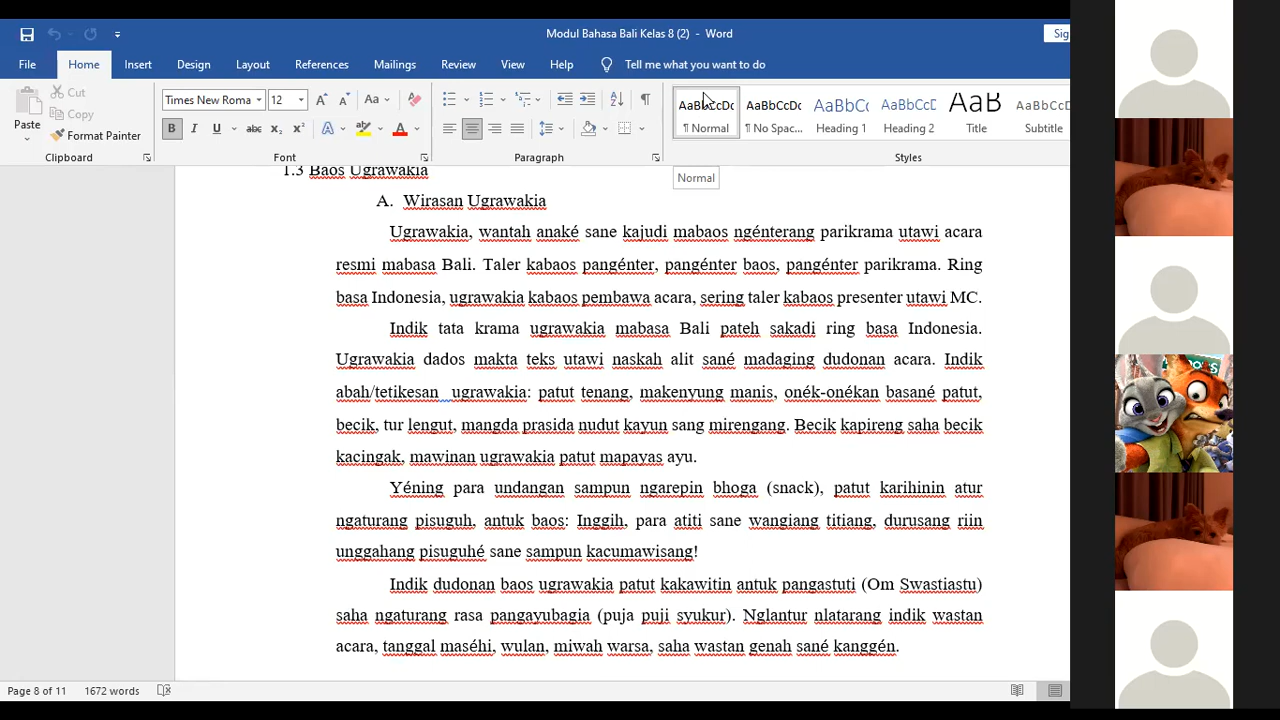 Modul Bahasa Bali Kelas 8 (2) - Word
File Home Insert Design Layout References Mailings Review View Help Tell me what you want to do
Paste
Cut
Copy
Format Painter
Clipboard
Times New Roma 12
B I U
Font
Paragraph
AaBbCcDc AaBbCcDc AaBbCc AaBbCcD AaB AaBbCcD
¶ Normal ¶ No Spac... Heading 1 Heading 2 Title Subtitle
Styles
Normal
1.3 Baos Ugrawakia
A. Wirasan Ugrawakia
Ugrawakia, wantah anaké sane kajudi mabaos ngénterang parikrama utawi acara
resmi mabasa Bali. Taler kabaos pangénter, pangénter baos, pangénter parikrama. Ring
basa Indonesia, ugrawakia kabaos pembawa acara, sering taler kabaos presenter utawi MC.
Indik tata krama ugrawakia mabasa Bali pateh sakadi ring basa Indonesia.
Ugrawakia dados makta teks utawi naskah alit sané madaging dudonan acara. Indik
abah/tetikesan ugrawakia: patut tenang, makenyung manis, onék-onékan basané patut,
becik, tur lengut, mangda prasida nudut kayun sang mirengang. Becik kapireng saha becik
kacingak, mawinan ugrawakia patut mapayas ayu.
Yéning para undangan sampun ngarepin bhoga (snack), patut karihinin atur
ngaturang pisuguh, antuk baos: Inggih, para atiti sane wangiang titiang, durusang riin
unggahang pisuguhé sane sampun kacumawisang!
Indik dudonan baos ugrawakia patut kakawitin antuk pangastuti (Om Swastiastu)
saha ngaturang rasa pangayubagia (puja puji syukur). Nglantur nlatarang indik wastan
acara, tanggal maséhi, wulan, miwah warsa, saha wastan genah sané kanggén.
Page 8 of 11 1672 words